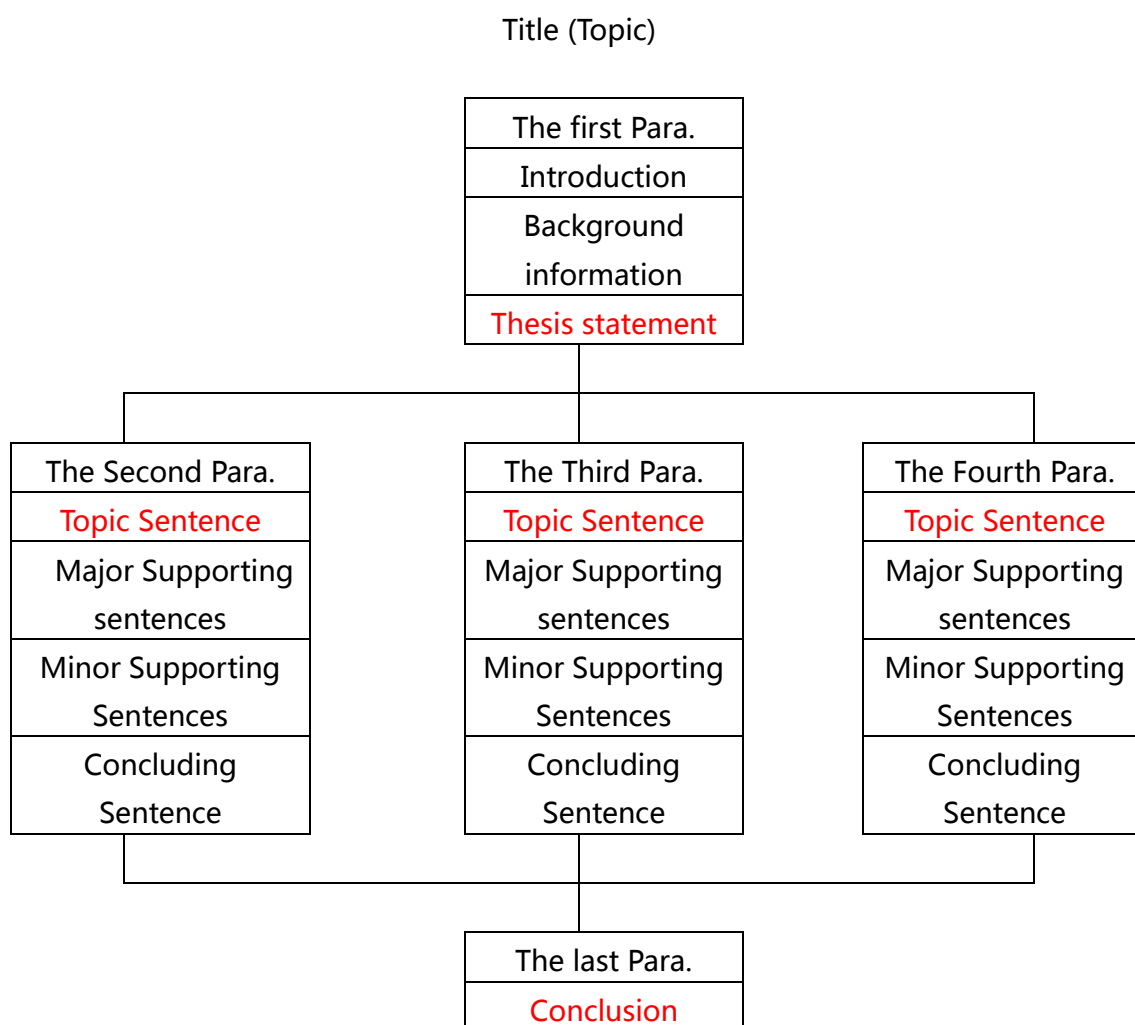 Title (Topic)
The first Para.
Introduction
Background
information
Thesis statement
The Second Para.
Topic Sentence
Major Supporting
sentences
Minor Supporting
Sentences
Concluding
Sentence
The Third Para.
Topic Sentence
Major Supporting
sentences
Minor Supporting
Sentences
Concluding
Sentence
The Fourth Para.
Topic Sentence
Major Supporting
sentences
Minor Supporting
Sentences
Concluding
Sentence
The last Para.
Conclusion